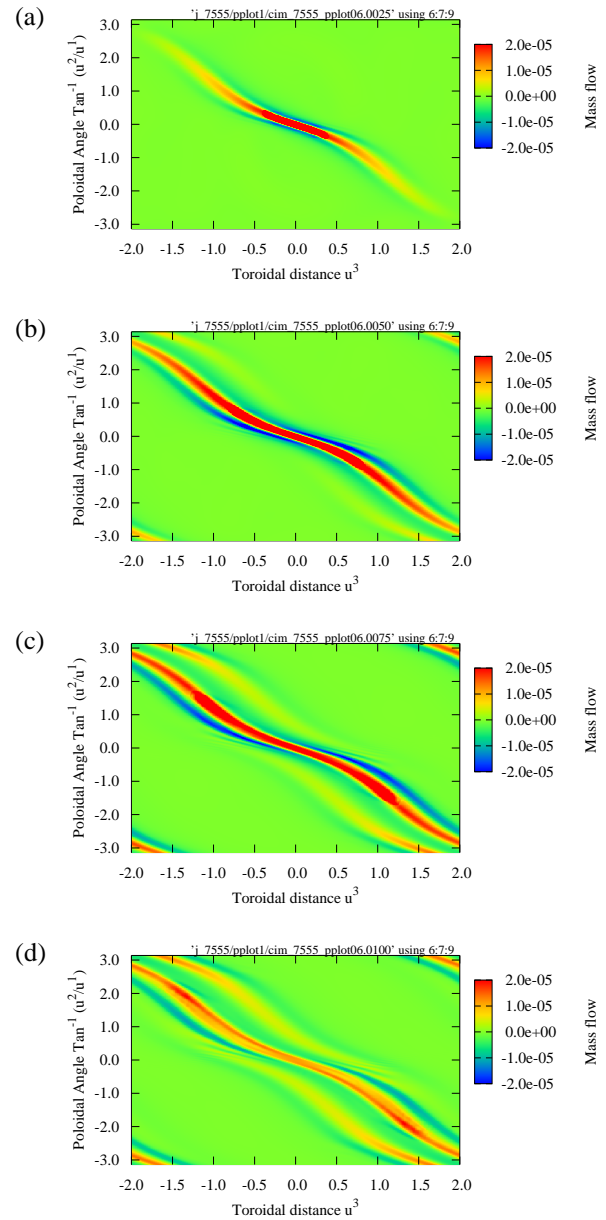 (a)
'j_7555/pplot1/cim_7555_pplot06.0025' using 6:7:9
Poloidal Angle Tan⁻¹ (u²/u¹)
3.0
2.0
1.0
0.0
-1.0
-2.0
-3.0
-2.0 -1.5 -1.0 -0.5 0.0 0.5 1.0 1.5 2.0
Toroidal distance u³
2.0e-05
1.0e-05
0.0e+00
-1.0e-05
-2.0e-05
Mass flow
(b)
'j_7555/pplot1/cim_7555_pplot06.0050' using 6:7:9
Poloidal Angle Tan⁻¹ (u²/u¹)
3.0
2.0
1.0
0.0
-1.0
-2.0
-3.0
-2.0 -1.5 -1.0 -0.5 0.0 0.5 1.0 1.5 2.0
Toroidal distance u³
2.0e-05
1.0e-05
0.0e+00
-1.0e-05
-2.0e-05
Mass flow
(c)
'j_7555/pplot1/cim_7555_pplot06.0075' using 6:7:9
Poloidal Angle Tan⁻¹ (u²/u¹)
3.0
2.0
1.0
0.0
-1.0
-2.0
-3.0
-2.0 -1.5 -1.0 -0.5 0.0 0.5 1.0 1.5 2.0
Toroidal distance u³
2.0e-05
1.0e-05
0.0e+00
-1.0e-05
-2.0e-05
Mass flow
(d)
'j_7555/pplot1/cim_7555_pplot06.0100' using 6:7:9
Poloidal Angle Tan⁻¹ (u²/u¹)
3.0
2.0
1.0
0.0
-1.0
-2.0
-3.0
-2.0 -1.5 -1.0 -0.5 0.0 0.5 1.0 1.5 2.0
Toroidal distance u³
2.0e-05
1.0e-05
0.0e+00
-1.0e-05
-2.0e-05
Mass flow